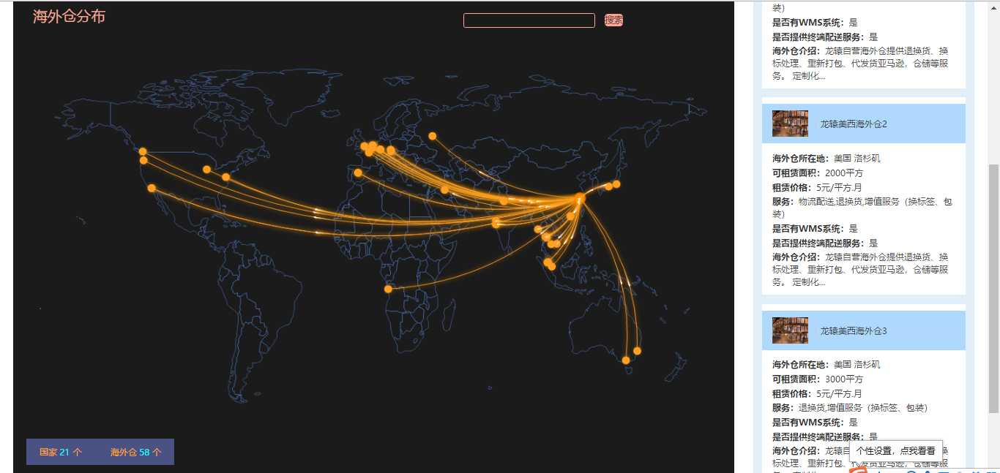 海外仓分布
搜索
国家 21 个
海外仓 58 个
装）
是否有WMS系统：是
是否提供终端配送服务：是
海外仓介绍：龙辕自营海外仓提供退换货、换
标处理、重新打包、代发货亚马逊，仓储等服
务。 定制化...
龙辕美西海外仓2
海外仓所在地：美国 洛杉矶
可租赁面积：2000平方
租赁价格：5元/平方.月
服务：物流配送,退换货,增值服务（换标签、包
装）
是否有WMS系统：是
是否提供终端配送服务：是
海外仓介绍：龙辕自营海外仓提供退换货、换
标处理、重新打包、代发货亚马逊，仓储等服
务。 定制化...
龙辕美西海外仓3
海外仓所在地：美国 洛杉矶
可租赁面积：3000平方
租赁价格：5元/平方.月
服务：退换货,增值服务（换标签、包装）
是否有WMS系统：是
是否提供终端配送服务：是
海外仓介绍：龙辕
个性设置，点我看看
换
标处理、重新打包、代发货亚马逊，仓储等服